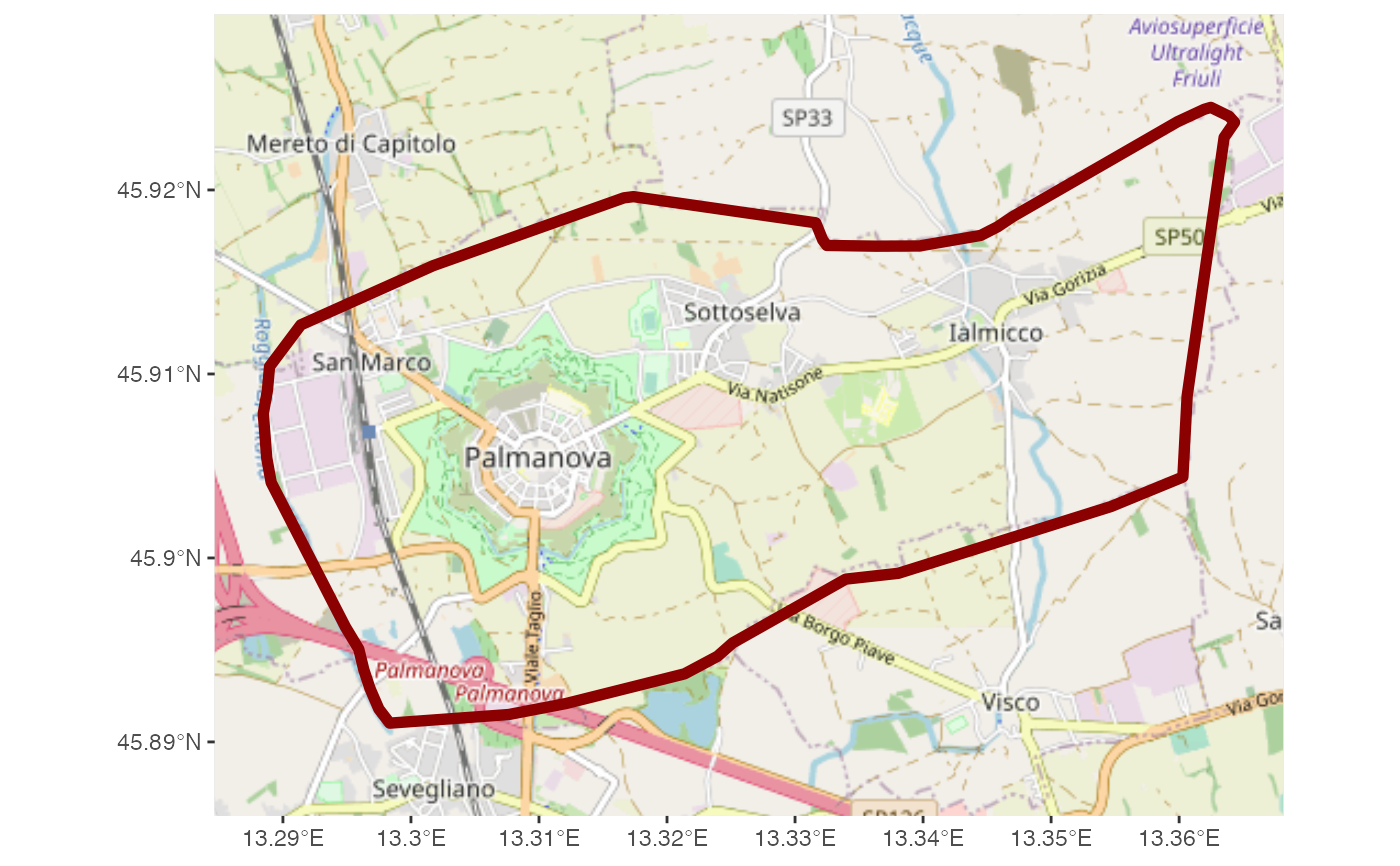 Aviosuperficie
Ultralight
Friuli
acque
SP33
Mereto di Capitolo
45.92°N
Via
SP50
Via Gorizia
Sottoselva
Ialmicco
San Marco
45.91°N
Via Natisone
Palmanova
45.9°N
Viale Taglio
Borgo Piave
Sa
Palmanova
Palmanova
Visco
Via Gor
45.89°N
Sevegliano
SP126
13.29°E
13.3°E
13.31°E
13.32°E
13.33°E
13.34°E
13.35°E
13.36°E